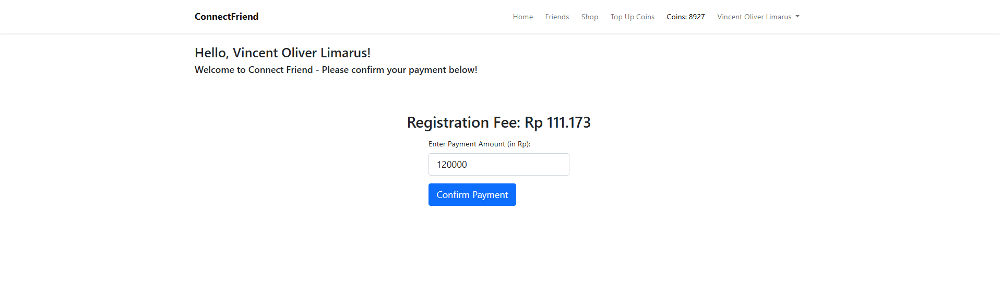 ConnectFriend Home Friends Shop Top Up Coins Coins: 8927 Vincent Oliver Limarus
Hello, Vincent Oliver Limarus!
Welcome to Connect Friend - Please confirm your payment below!
Registration Fee: Rp 111.173
Enter Payment Amount (in Rp):
120000
Confirm Payment